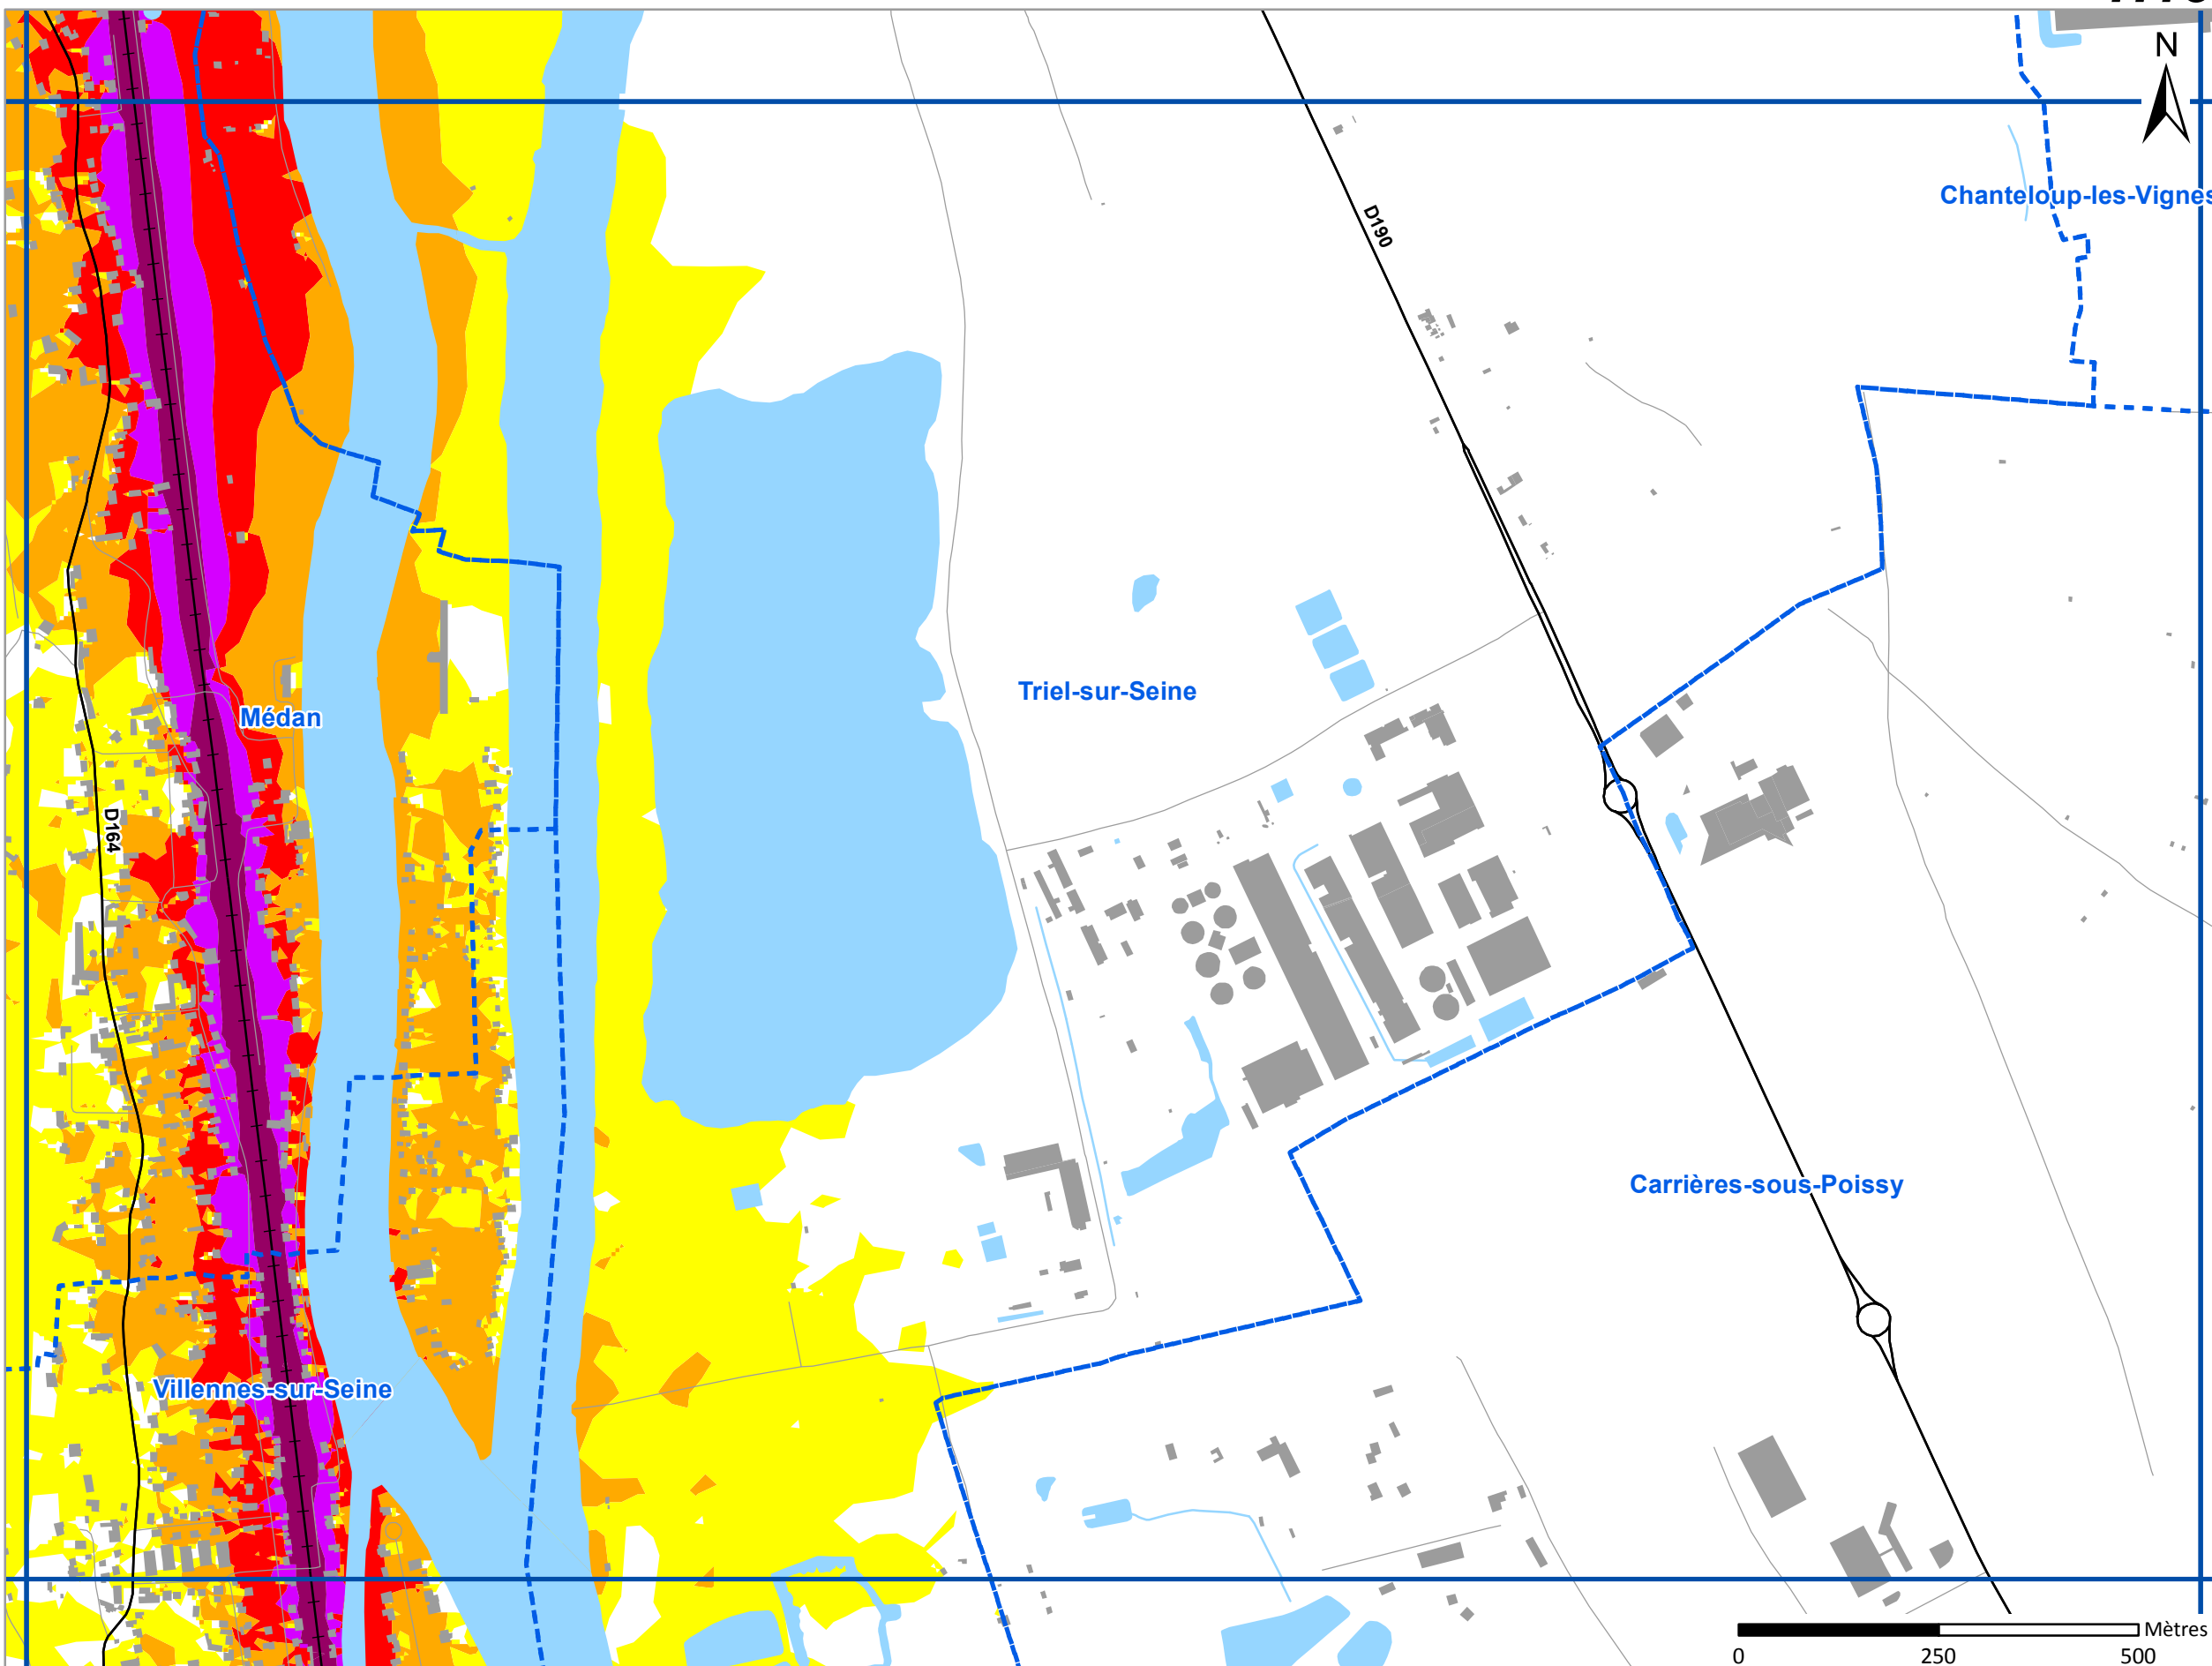 N
Chanteloup-les-Vignes
D190
Triel-sur-Seine
Médan
D164
Carrières-sous-Poissy
Villennes-sur-Seine
Mètres
0 250 500